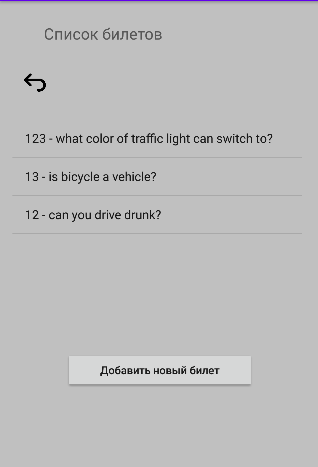 Список билетов
123 - what color of traffic light can switch to?
13 - is bicycle a vehicle?
12 - can you drive drunk?
Добавить новый билет